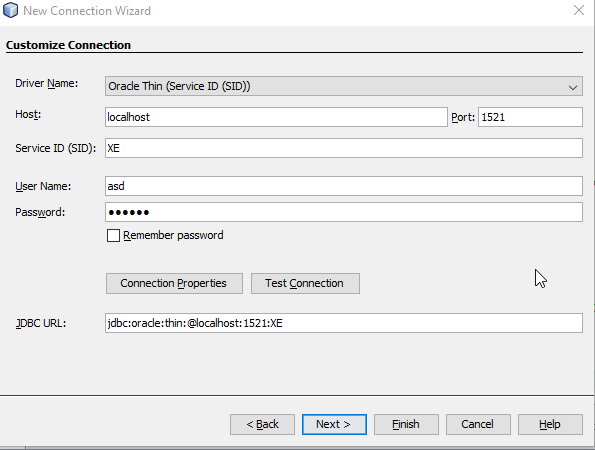 New Connection Wizard
Customize Connection
Driver Name: Oracle Thin (Service ID (SID))
Host: localhost Port: 1521
Service ID (SID): XE
User Name: asd
Password: ●●●●●●
Remember password
Connection Properties Test Connection
JDBC URL: jdbc:oracle:thin:@localhost:1521:XE
< Back Next > Finish Cancel Help